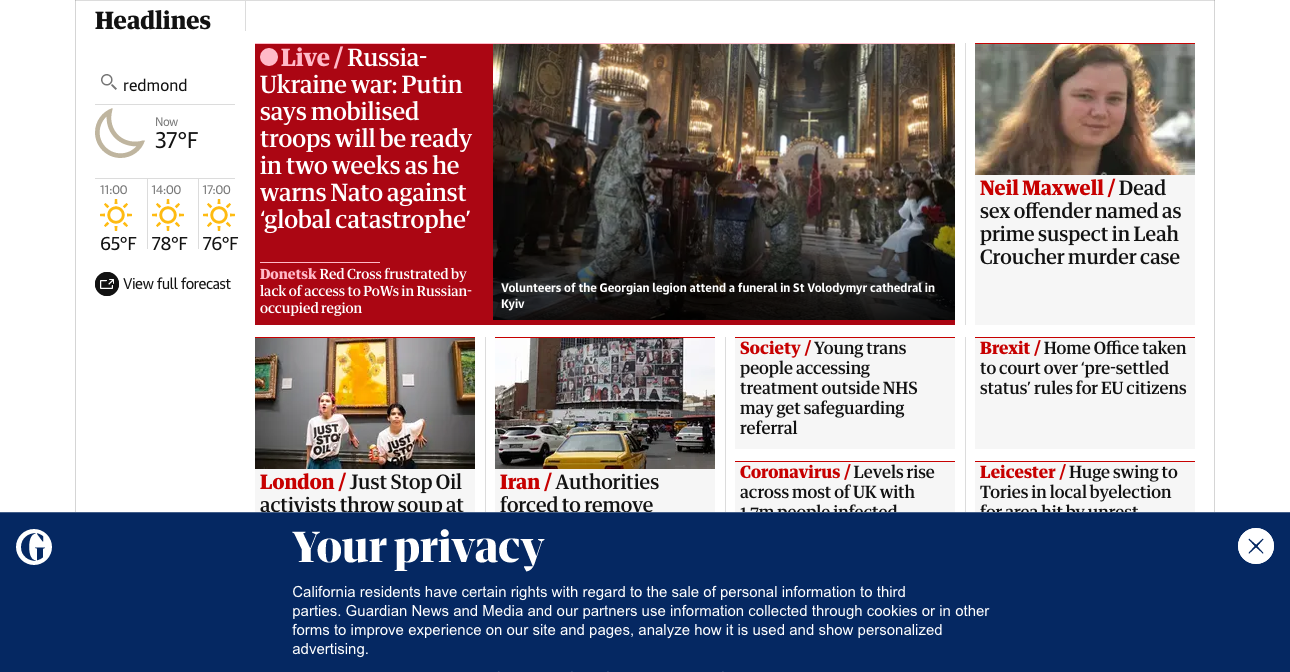 Headlines
redmond
Now
37°F
11:00
14:00
17:00
65°F
78°F
76°F
View full forecast
Live / Russia-
Ukraine war: Putin
says mobilised
troops will be ready
in two weeks as he
warns Nato against
‘global catastrophe’
Donetsk Red Cross frustrated by
lack of access to PoWs in Russian-
occupied region
Volunteers of the Georgian legion attend a funeral in St Volodymyr cathedral in
Kyiv
Neil Maxwell / Dead
sex offender named as
prime suspect in Leah
Croucher murder case
JUST
STOP
OIL
JUST
STOP
OIL
London / Just Stop Oil
activists throw soup at
Iran / Authorities
forced to remove
Society / Young trans
people accessing
treatment outside NHS
may get safeguarding
referral
Brexit / Home Office taken
to court over ‘pre-settled
status’ rules for EU citizens
Coronavirus / Levels rise
across most of UK with
1.7m people infected
Leicester / Huge swing to
Tories in local byelection
for area hit by unrest
G
Your privacy
California residents have certain rights with regard to the sale of personal information to third
parties. Guardian News and Media and our partners use information collected through cookies or in other
forms to improve experience on our site and pages, analyze how it is used and show personalized
advertising.